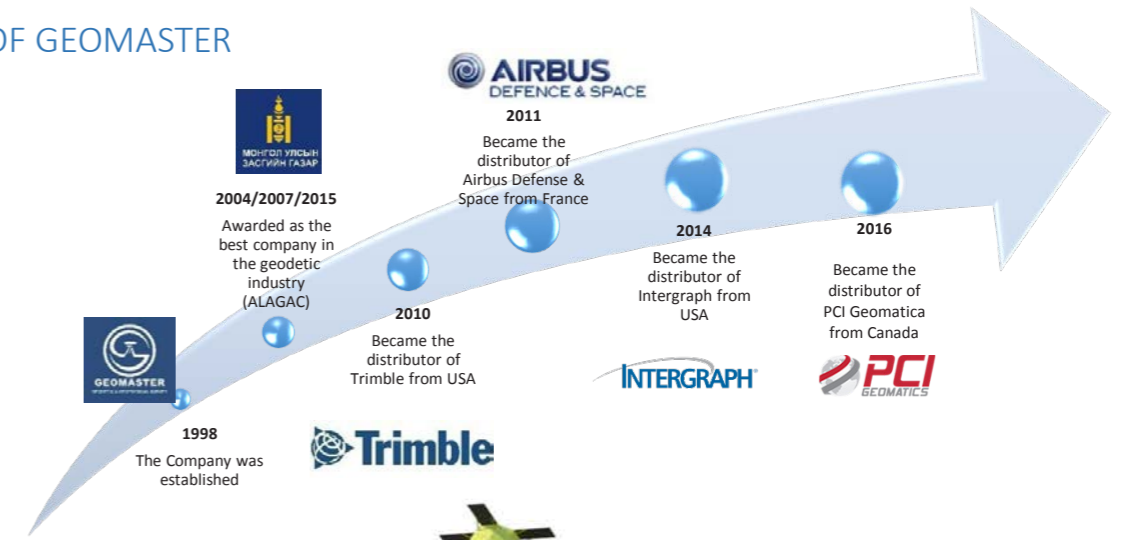 OF GEOMASTER
AIRBUS
DEFENCE & SPACE
2011
Became the
distributor of
Airbus Defense &
Space from France
МОНГОЛ УЛСЫН
ЗАСГИЙН ГАЗАР
2004/2007/2015
Awarded as the
best company in
the geodetic
industry
(ALAGAC)
2014
Became the
distributor of
Intergraph from
USA
INTERGRAPH
2016
Became the
distributor of
PCI Geomatica
from Canada
PCI
GEOMATICS
2010
Became the
distributor of
Trimble from USA
Trimble
GEOMASTER
1998
The Company was
established